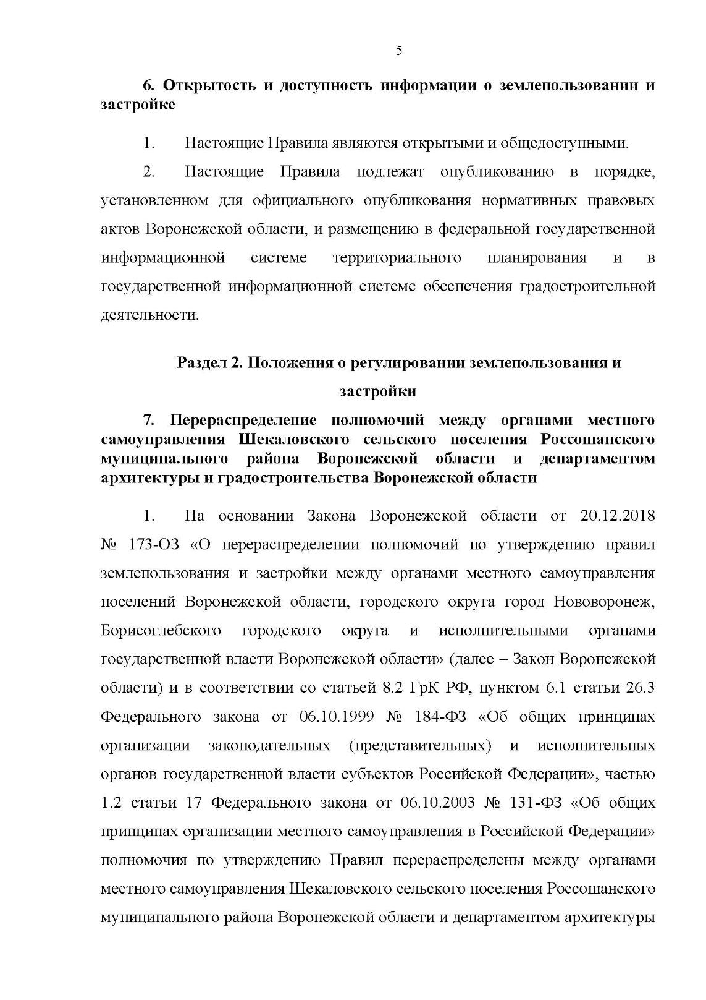 5
6. Открытость и доступность информации о землепользовании и
застройке
1. Настоящие Правила являются открытыми и общедоступными.
2. Настоящие Правила подлежат опубликованию в порядке,
установленном для официального опубликования нормативных правовых
актов Воронежской области, и размещению в федеральной государственной
информационной системе территориального планирования и в
государственной информационной системе обеспечения градостроительной
деятельности.
Раздел 2. Положения о регулировании землепользования и
застройки
7. Перераспределение полномочий между органами местного
самоуправления Шекаловского сельского поселения Россошанского
муниципального района Воронежской области и департаментом
архитектуры и градостроительства Воронежской области
1. На основании Закона Воронежской области от 20.12.2018
№ 173-ОЗ «О перераспределении полномочий по утверждению правил
землепользования и застройки между органами местного самоуправления
поселений Воронежской области, городского округа город Нововоронеж,
Борисоглебского городского округа и исполнительными органами
государственной власти Воронежской области» (далее – Закон Воронежской
области) и в соответствии со статьей 8.2 ГрК РФ, пунктом 6.1 статьи 26.3
Федерального закона от 06.10.1999 № 184-ФЗ «Об общих принципах
организации законодательных (представительных) и исполнительных
органов государственной власти субъектов Российской Федерации», частью
1.2 статьи 17 Федерального закона от 06.10.2003 № 131-ФЗ «Об общих
принципах организации местного самоуправления в Российской Федерации»
полномочия по утверждению Правил перераспределены между органами
местного самоуправления Шекаловского сельского поселения Россошанского
муниципального района Воронежской области и департаментом архитектуры